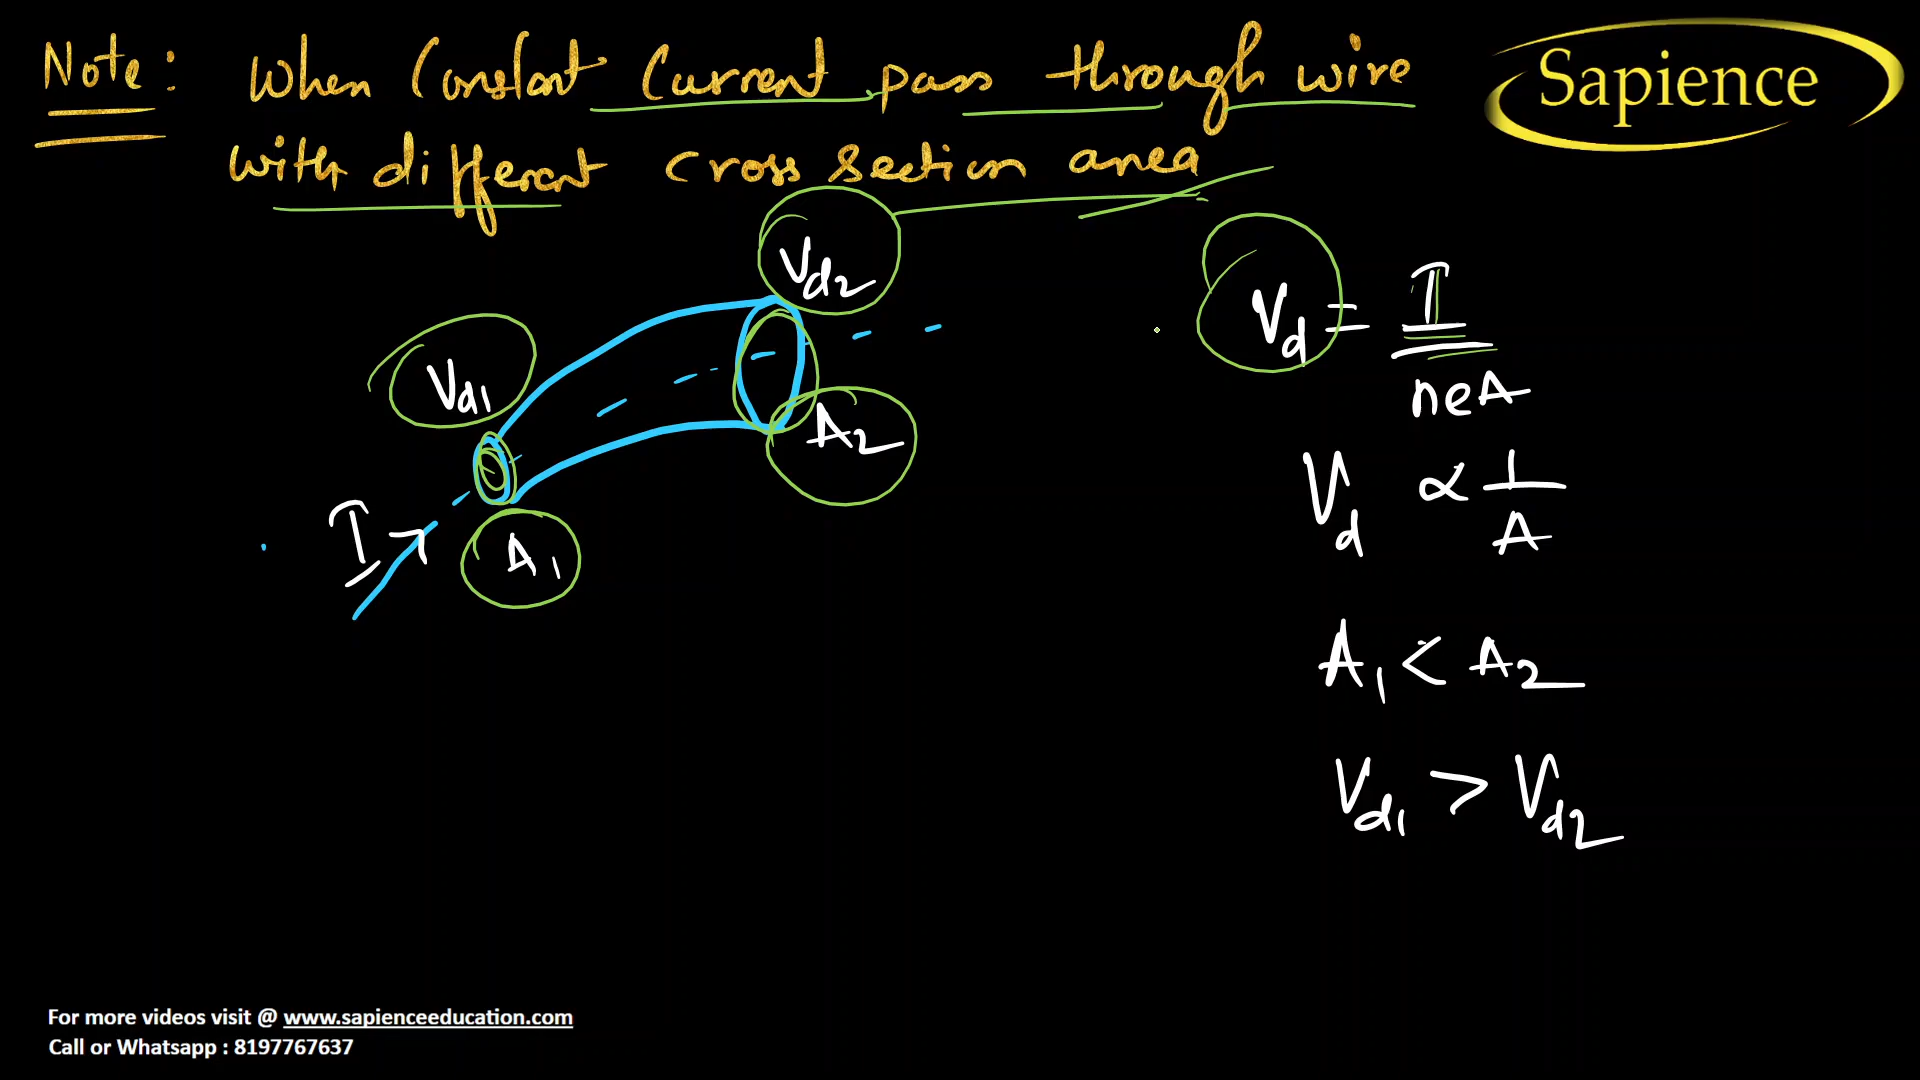 Note: When Constant Current pass through wire
with different cross section area
Sapience
Vd2
Vd1
A2
I
A1
Vd = I
neA
Vd ∝ 1
A
A1 < A2
Vd1 > Vd2
For more videos visit @ www.sapienceeducation.com
Call or Whatsapp : 8197767637